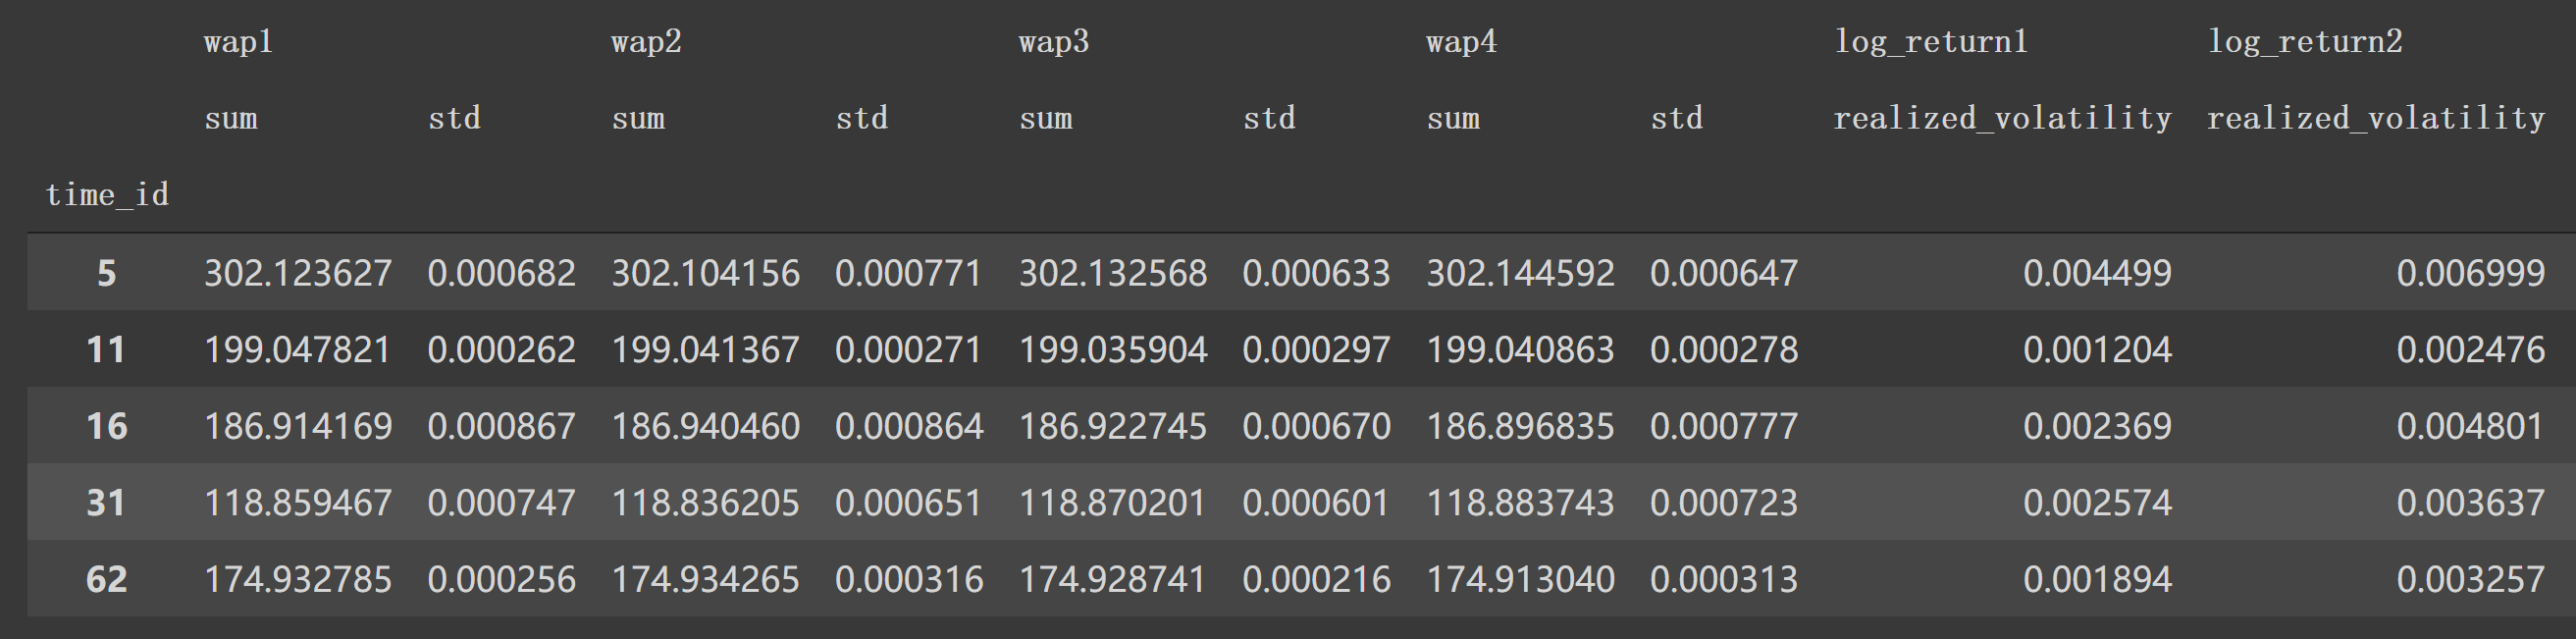 wap1 wap2 wap3 wap4 log_return1 log_return2
sum std sum std sum std sum std realized_volatility realized_volatility
time_id
5 302.123627 0.000682 302.104156 0.000771 302.132568 0.000633 302.144592 0.000647 0.004499 0.006999
11 199.047821 0.000262 199.041367 0.000271 199.035904 0.000297 199.040863 0.000278 0.001204 0.002476
16 186.914169 0.000867 186.940460 0.000864 186.922745 0.000670 186.896835 0.000777 0.002369 0.004801
31 118.859467 0.000747 118.836205 0.000651 118.870201 0.000601 118.883743 0.000723 0.002574 0.003637
62 174.932785 0.000256 174.934265 0.000316 174.928741 0.000216 174.913040 0.000313 0.001894 0.003257